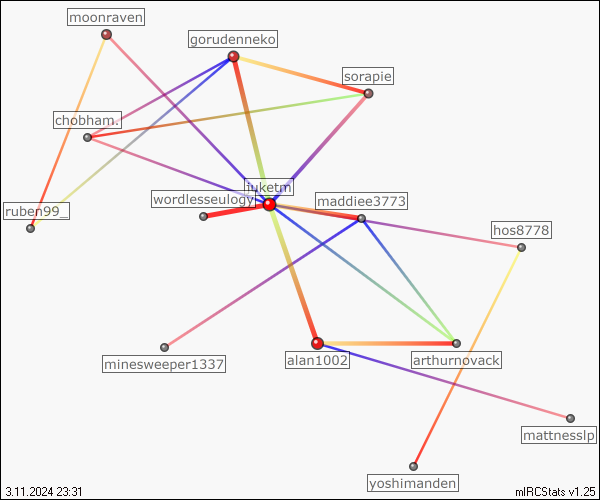 moonraven
gorudenneko
sorapie
chobham.
iuketm
wordlesseulogy
maddiee3773
ruben99_
hos8778
minesweeper1337
alan1002
arthurnovack
mattnesslp
yoshimanden
3.11.2024 23:31
mIRCStats v1.25